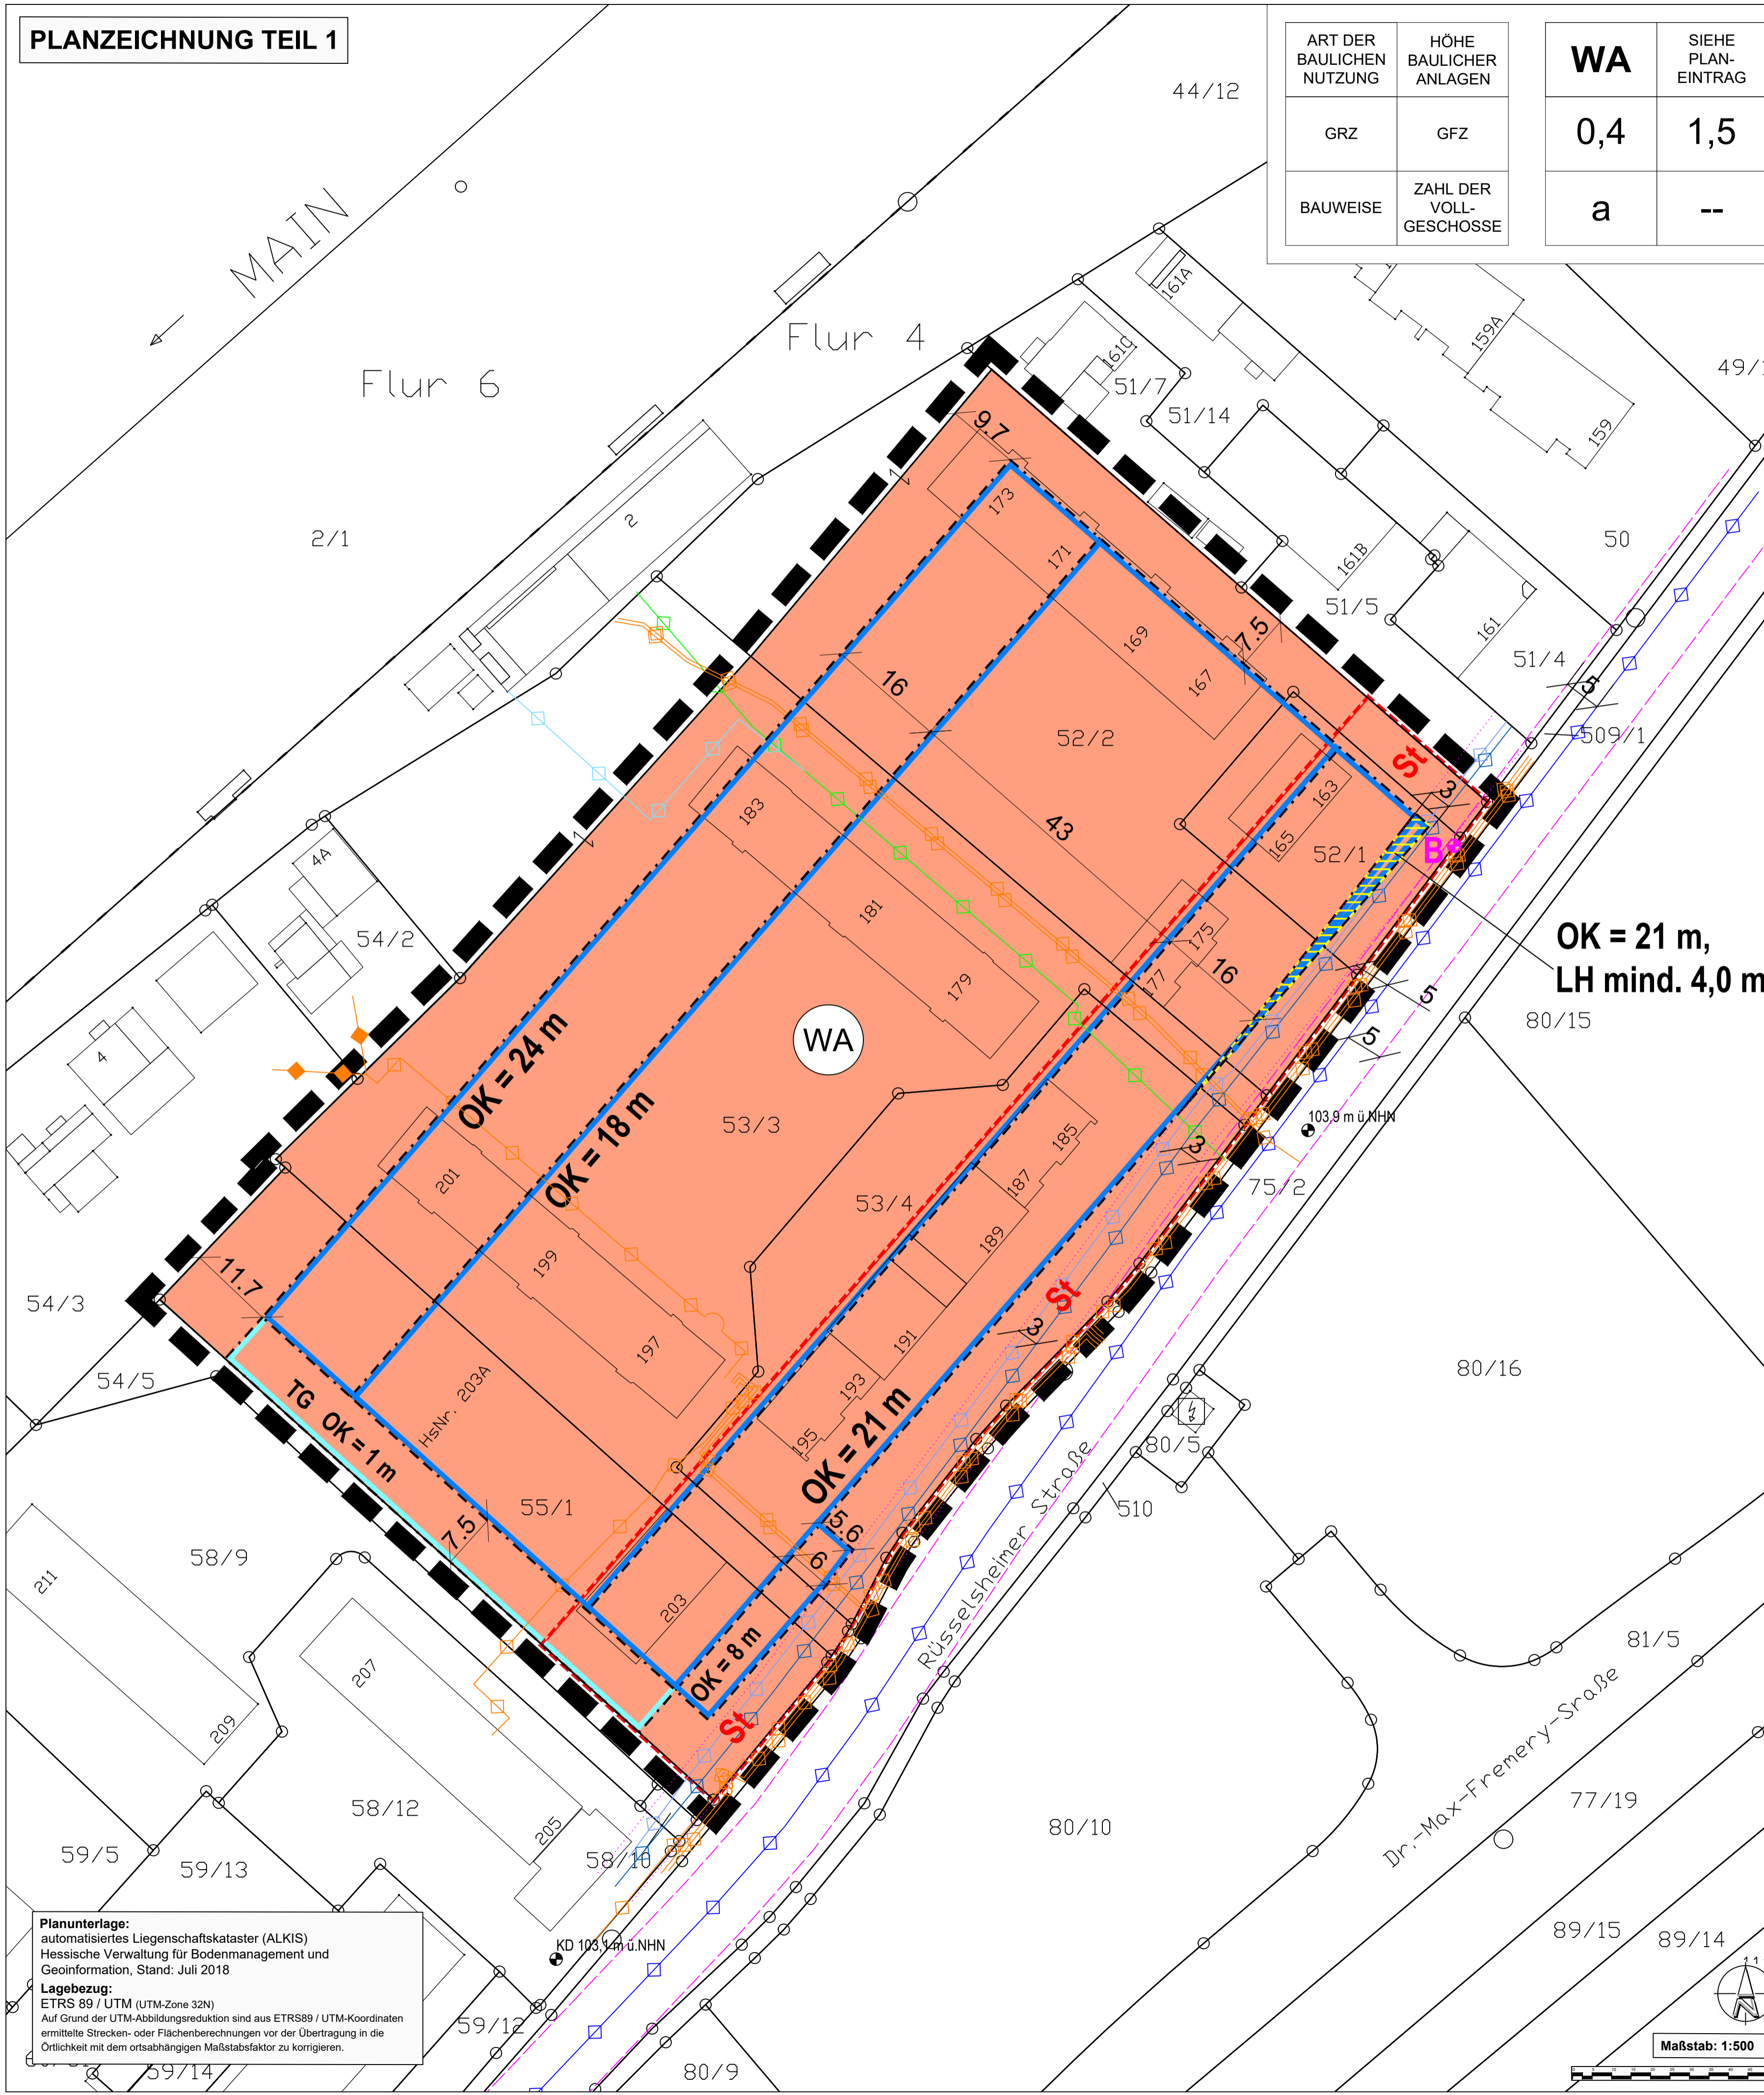 PLANZEICHNUNG TEIL 1
ART DER
BAULICHEN
NUTZUNG
HÖHE
BAULICHER
ANLAGEN
WA
SIEHE
PLAN-
EINTRAG
GRZ
GFZ
0,4
1,5
BAUWEISE
ZAHL DER
VOLL-
GESCHOSSE
a
--
44/12
MAIN
Flur 4
Flur 6
2/1
161A
159A
161C
51/7
51/14
159
49/1
50
161B
51/5
161
51/4
5
509/1
9.7
173
171
7.5
169
167
16
52/2
St
3
2
183
43
163
165
52/1
B
181
175
177
16
179
4A
54/2
4
WA
OK = 21 m,
LH mind. 4,0 m
5
5
80/15
OK = 24 m
OK = 18 m
53/3
103,9 m ü.NHN
3
75/2
185
187
189
53/4
201
199
197
11.7
54/3
54/5
St
3
191
193
195
80/16
TG OK = 1 m
HsNr. 203A
OK = 21 m
80/5
510
Rüsselsheimer Straße
55/1
7.5
5.6
6
203
OK = 8 m
St
58/9
211
209
207
205
58/12
58/10
59/5
59/13
81/5
Dr.-Max-Fremery-Sraße
77/19
80/10
89/15
89/14
KD 103,1 m ü.NHN
59/12
59/14
80/9
Planunterlage:
automatisiertes Liegenschaftskataster (ALKIS)
Hessische Verwaltung für Bodenmanagement und
Geoinformation, Stand: Juli 2018
Lagebezug:
ETRS 89 / UTM (UTM-Zone 32N)
Auf Grund der UTM-Abbildungsreduktion sind aus ETRS89 / UTM-Koordinaten
ermittelte Strecken- oder Flächenberechnungen vor der Übertragung in die
Örtlichkeit mit dem ortsabhängigen Maßstabsfaktor zu korrigieren.
N
Maßstab: 1:500